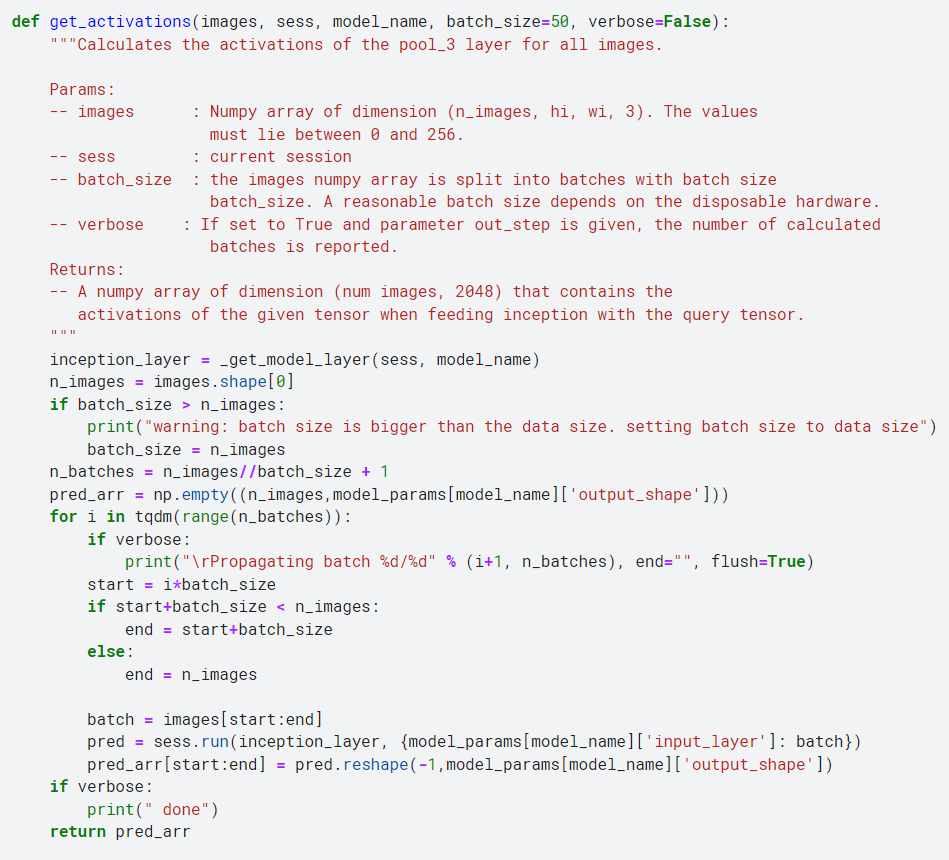 def get_activations(images, sess, model_name, batch_size=50, verbose=False):
    """Calculates the activations of the pool_3 layer for all images.

    Params:
    -- images      : Numpy array of dimension (n_images, hi, wi, 3). The values
                     must lie between 0 and 256.
    -- sess        : current session
    -- batch_size  : the images numpy array is split into batches with batch size
                     batch_size. A reasonable batch size depends on the disposable hardware.
    -- verbose    : If set to True and parameter out_step is given, the number of calculated
                     batches is reported.
    Returns:
    -- A numpy array of dimension (num images, 2048) that contains the
       activations of the given tensor when feeding inception with the query tensor.
    """
    inception_layer = _get_model_layer(sess, model_name)
    n_images = images.shape[0]
    if batch_size > n_images:
        print("warning: batch size is bigger than the data size. setting batch size to data size")
        batch_size = n_images
    n_batches = n_images//batch_size + 1
    pred_arr = np.empty((n_images,model_params[model_name]['output_shape']))
    for i in tqdm(range(n_batches)):
        if verbose:
            print("\rPropagating batch %d/%d" % (i+1, n_batches), end="", flush=True)
        start = i*batch_size
        if start+batch_size < n_images:
            end = start+batch_size
        else:
            end = n_images

        batch = images[start:end]
        pred = sess.run(inception_layer, {model_params[model_name]['input_layer']: batch})
        pred_arr[start:end] = pred.reshape(-1,model_params[model_name]['output_shape'])
    if verbose:
        print(" done")
    return pred_arr